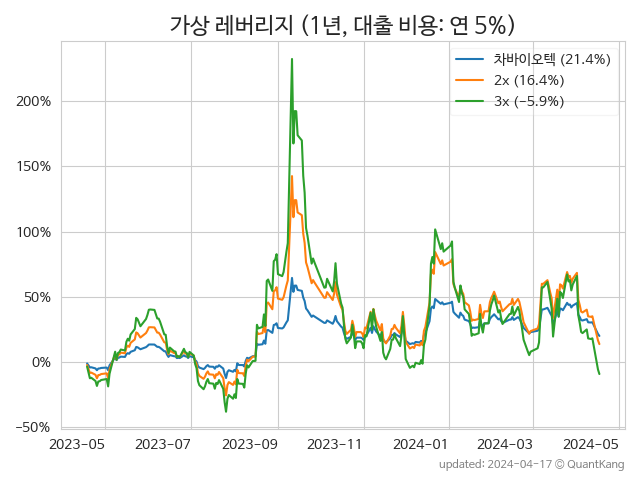 가상 레버리지 (1년, 대출 비용: 연 5%)
차바이오텍 (21.4%)
2x (16.4%)
3x (−5.9%)
200%
150%
100%
50%
0%
−50%
2023-05 2023-07 2023-09 2023-11 2024-01 2024-03 2024-05
updated: 2024-04-17 © QuantKang